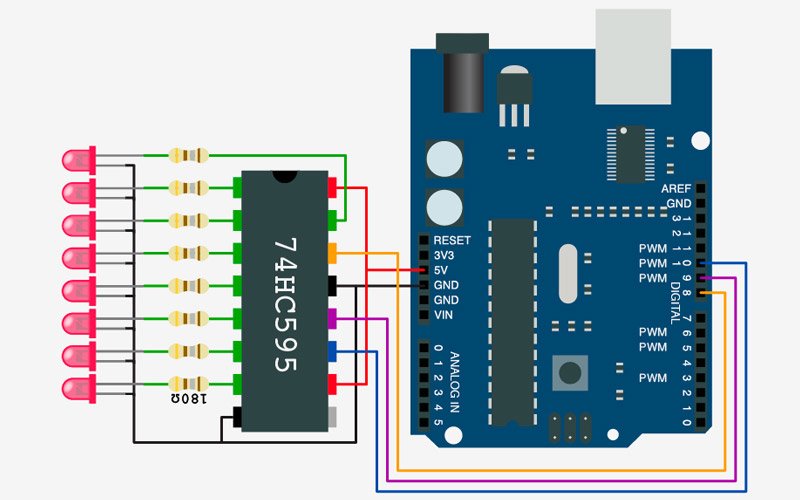 74HC595
180Ω
RESET
3V3
5V
GND
GND
VIN
0
1
2
3
4
5
ANALOG IN
AREF
GND
13
12
PWM 11
PWM 10
PWM 9
8
DIGITAL
7
PWM 6
PWM 5
4
PWM 3
2
1
0